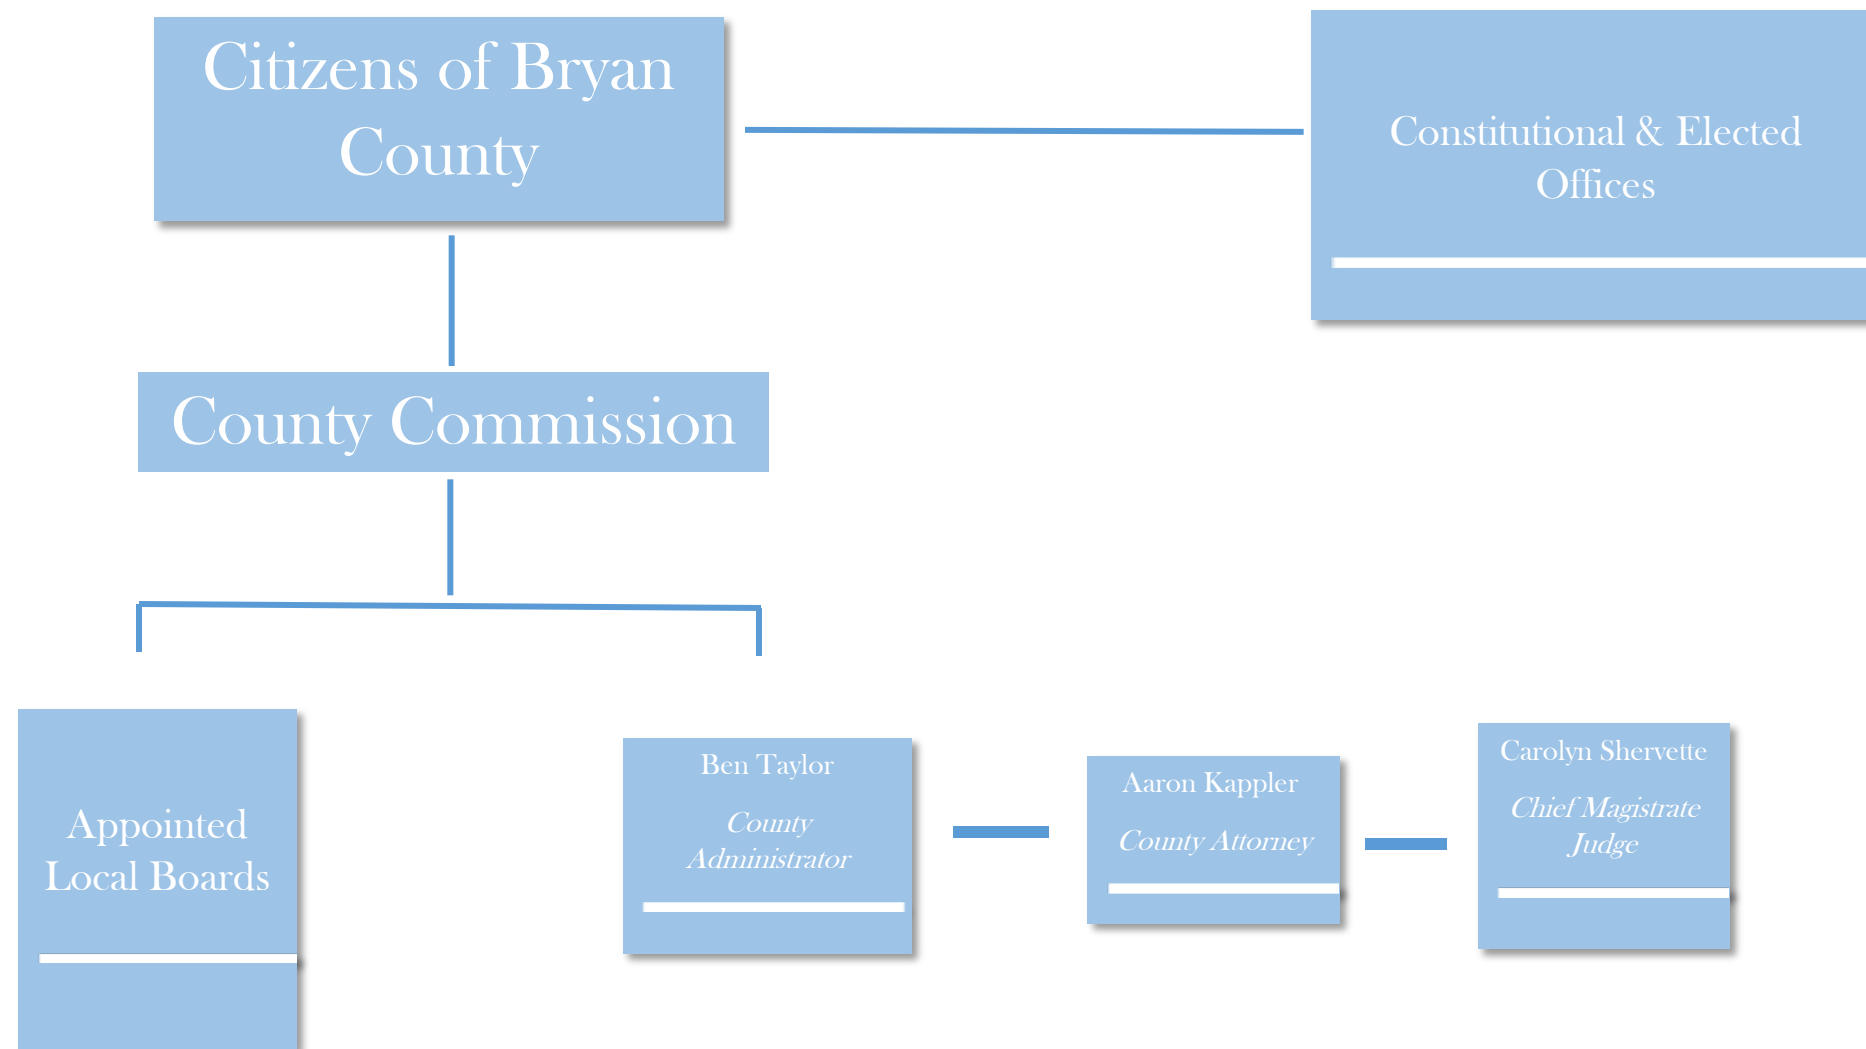 Citizens of Bryan
County
Constitutional & Elected
Offices
County Commission
Appointed
Local Boards
Ben Taylor
County
Administrator
Aaron Kappler
County Attorney
Carolyn Shervette
Chief Magistrate
Judge